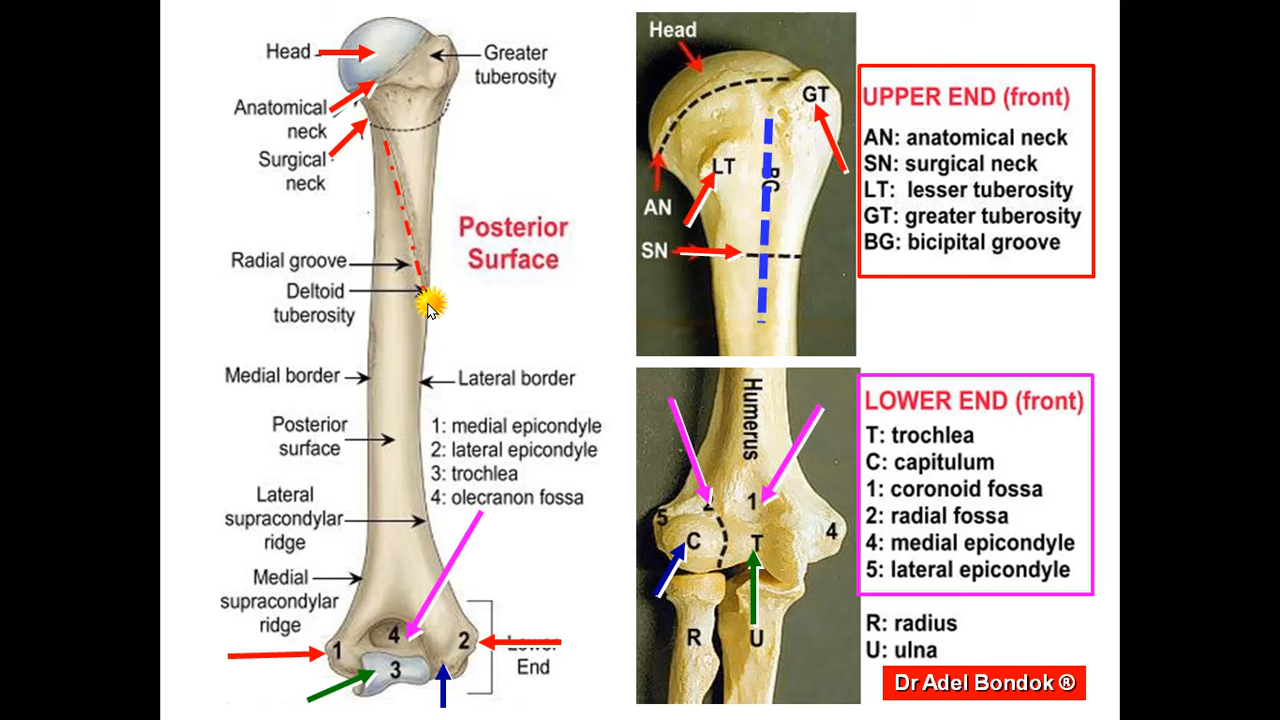 Head
Greater
tuberosity
Anatomical
neck
Surgical
neck
Posterior
Surface
Radial groove
Deltoid
tuberosity
Medial border
Lateral border
Posterior
surface
1: medial epicondyle
2: lateral epicondyle
3: trochlea
4: olecranon fossa
Lateral
supracondylar
ridge
Medial
supracondylar
ridge
1
4
2
3
Lower
End
Head
GT
LT
BG
AN
SN
UPPER END (front)
AN: anatomical neck
SN: surgical neck
LT: lesser tuberosity
GT: greater tuberosity
BG: bicipital groove
Humerus
2
1
5
4
C
T
R
U
LOWER END (front)
T: trochlea
C: capitulum
1: coronoid fossa
2: radial fossa
4: medial epicondyle
5: lateral epicondyle
R: radius
U: ulna
Dr Adel Bondok ®